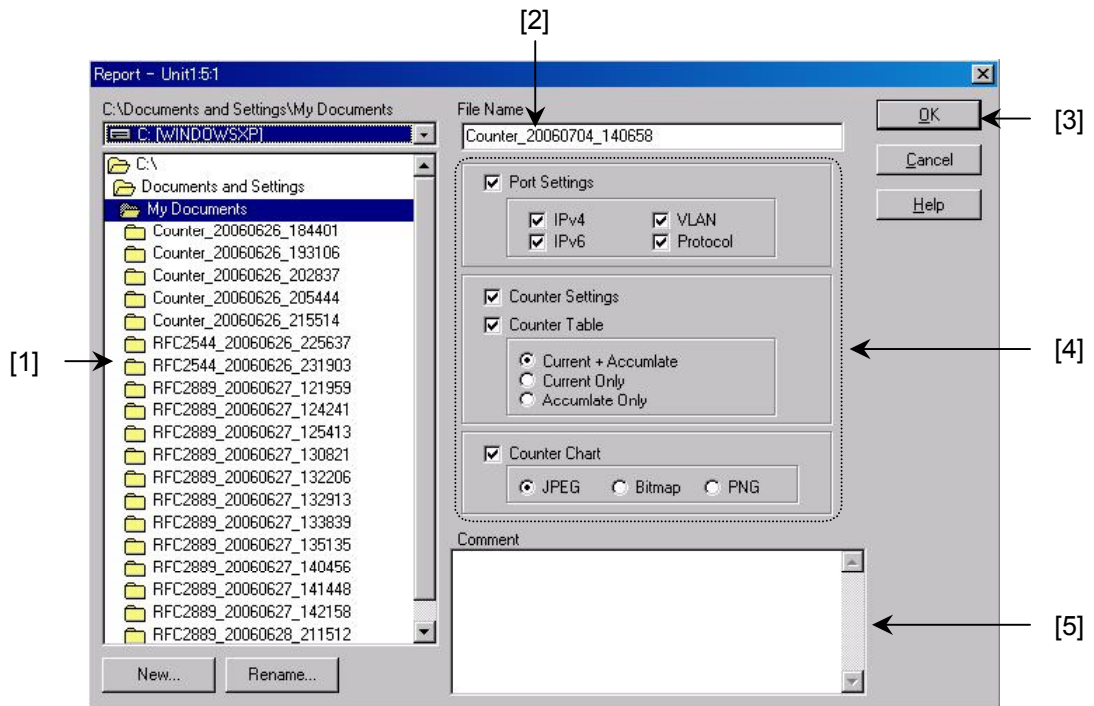 [2]
Report - Unit1:5:1
C:\Documents and Settings\My Documents
C: [WINDOWSXP]
C:\
Documents and Settings
My Documents
Counter_20060626_184401
Counter_20060626_193106
Counter_20060626_202837
Counter_20060626_205444
Counter_20060626_215514
RFC2544_20060626_225637
RFC2544_20060626_231903
RFC2889_20060627_121959
RFC2889_20060627_124241
RFC2889_20060627_125413
RFC2889_20060627_130821
RFC2889_20060627_132206
RFC2889_20060627_132913
RFC2889_20060627_133839
RFC2889_20060627_135135
RFC2889_20060627_140456
RFC2889_20060627_141448
RFC2889_20060627_142158
RFC2889_20060628_211512
[1]
New...
Rename...
File Name
Counter_20060704_140658
Port Settings
IPv4
VLAN
IPv6
Protocol
Counter Settings
Counter Table
Current + Accumlate
Current Only
Accumlate Only
Counter Chart
JPEG
Bitmap
PNG
Comment
OK
Cancel
Help
[3]
[4]
[5]